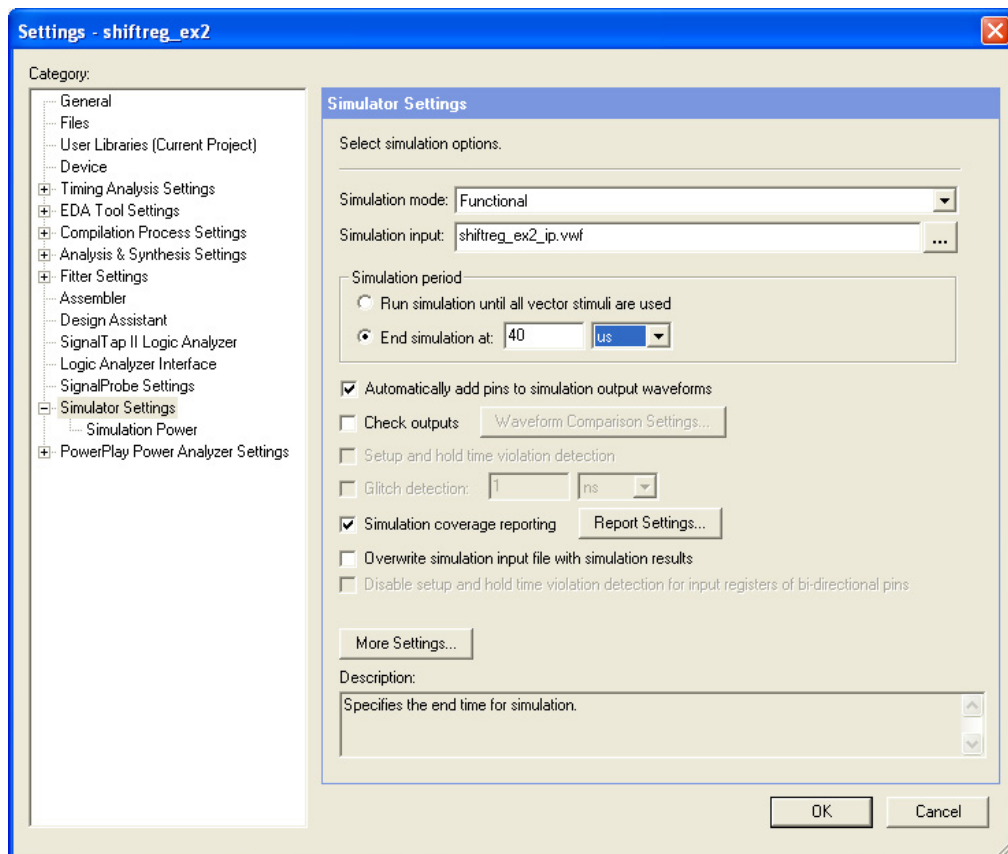 Settings - shiftreg_ex2
Category:
General
Files
User Libraries (Current Project)
Device
Timing Analysis Settings
EDA Tool Settings
Compilation Process Settings
Analysis & Synthesis Settings
Fitter Settings
Assembler
Design Assistant
SignalTap II Logic Analyzer
Logic Analyzer Interface
SignalProbe Settings
Simulator Settings
Simulation Power
PowerPlay Power Analyzer Settings
Simulator Settings
Select simulation options.
Simulation mode: Functional
Simulation input: shiftreg_ex2_ip.vwf ...
Simulation period
Run simulation until all vector stimuli are used
End simulation at: 40 us
Automatically add pins to simulation output waveforms
Check outputs Waveform Comparison Settings...
Setup and hold time violation detection
Glitch detection: 1 ns
Simulation coverage reporting Report Settings...
Overwrite simulation input file with simulation results
Disable setup and hold time violation detection for input registers of bi-directional pins
More Settings...
Description:
Specifies the end time for simulation.
OK Cancel